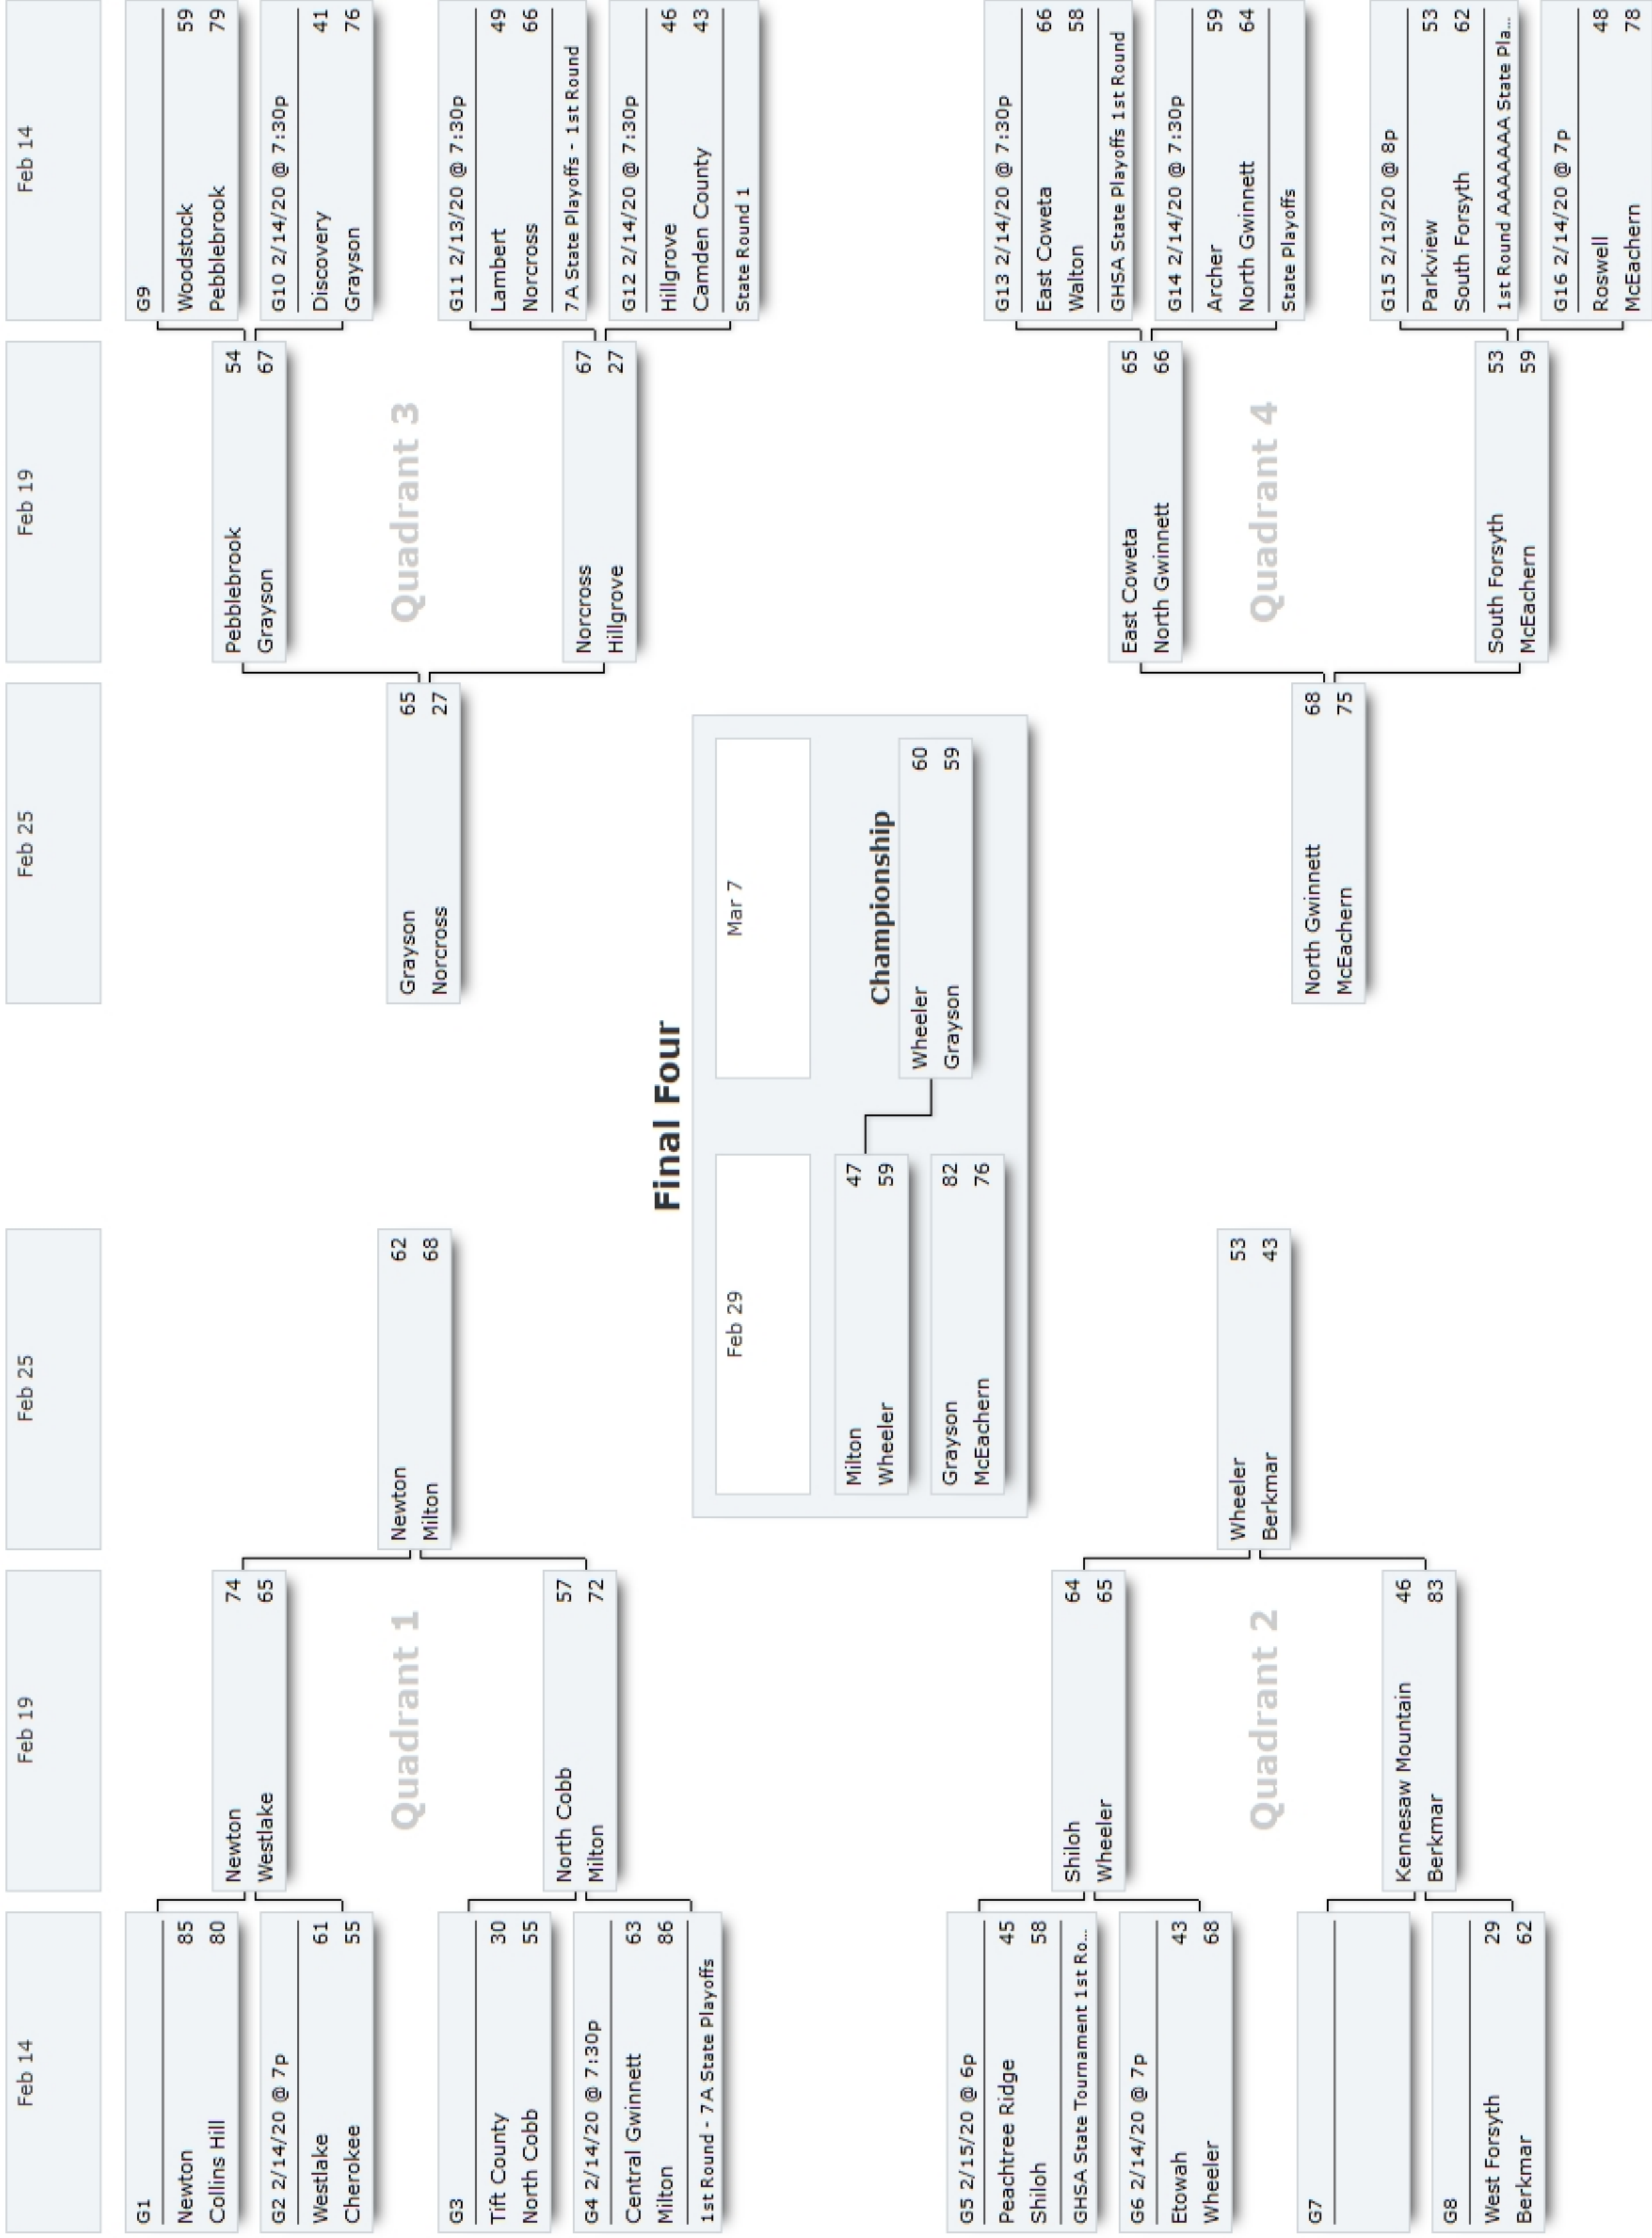 Feb 14
Feb 19
Feb 25
Feb 25
Feb 19
Feb 14
G1
Newton 85
Collins Hill 80
G2 2/14/20 @ 7p
Westlake 61
Cherokee 55
G3
Tift County 30
North Cobb 55
G4 2/14/20 @ 7:30p
Central Gwinnett 63
Milton 86
1st Round - 7A State Playoffs
Newton 74
Westlake 65
Quadrant 1
North Cobb 57
Milton 72
Newton 62
Milton 68
G5 2/15/20 @ 6p
Peachtree Ridge 45
Shiloh 58
GHSA State Tournament 1st Ro...
G6 2/14/20 @ 7p
Etowah 43
Wheeler 68
G7
G8
West Forsyth 29
Berkmar 62
Shiloh 64
Wheeler 65
Quadrant 2
Kennesaw Mountain 46
Berkmar 83
Wheeler 53
Berkmar 43
Final Four
Feb 29
Mar 7
Milton 47
Wheeler 59
Grayson 82
McEachern 76
Championship
Wheeler 60
Grayson 59
Grayson 65
Norcross 27
Pebblebrook 54
Grayson 67
Quadrant 3
Norcross 67
Hillgrove 27
G9
Woodstock 59
Pebblebrook 79
G10 2/14/20 @ 7:30p
Discovery 41
Grayson 76
G11 2/13/20 @ 7:30p
Lambert 49
Norcross 66
7A State Playoffs - 1st Round
G12 2/14/20 @ 7:30p
Hillgrove 46
Camden County 43
State Round 1
North Gwinnett 68
McEachern 75
East Coweta 65
North Gwinnett 66
Quadrant 4
South Forsyth 53
McEachern 59
G13 2/14/20 @ 7:30p
East Coweta 66
Walton 58
GHSA State Playoffs 1st Round
G14 2/14/20 @ 7:30p
Archer 59
North Gwinnett 64
State Playoffs
G15 2/13/20 @ 8p
Parkview 53
South Forsyth 62
1st Round AAAAAAA State Pla...
G16 2/14/20 @ 7p
Roswell 48
McEachern 78